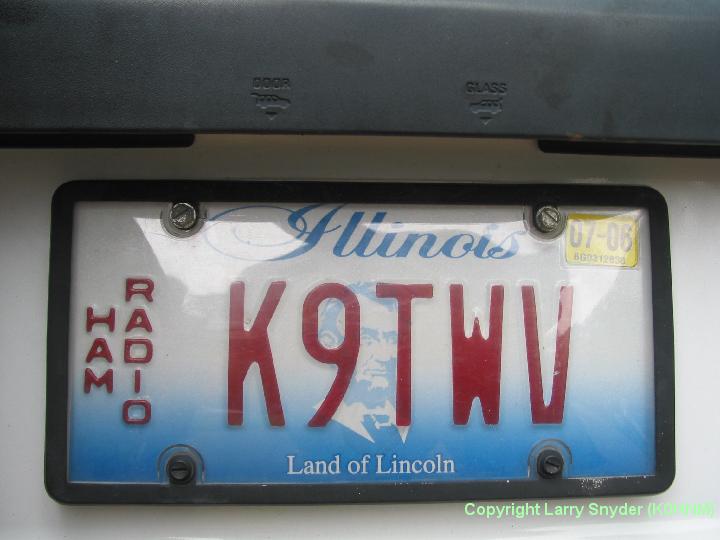 DOOR GLASS
Illinois
07-06
HAM RADIO
K9TWV
Land of Lincoln
Copyright Larry Snyder